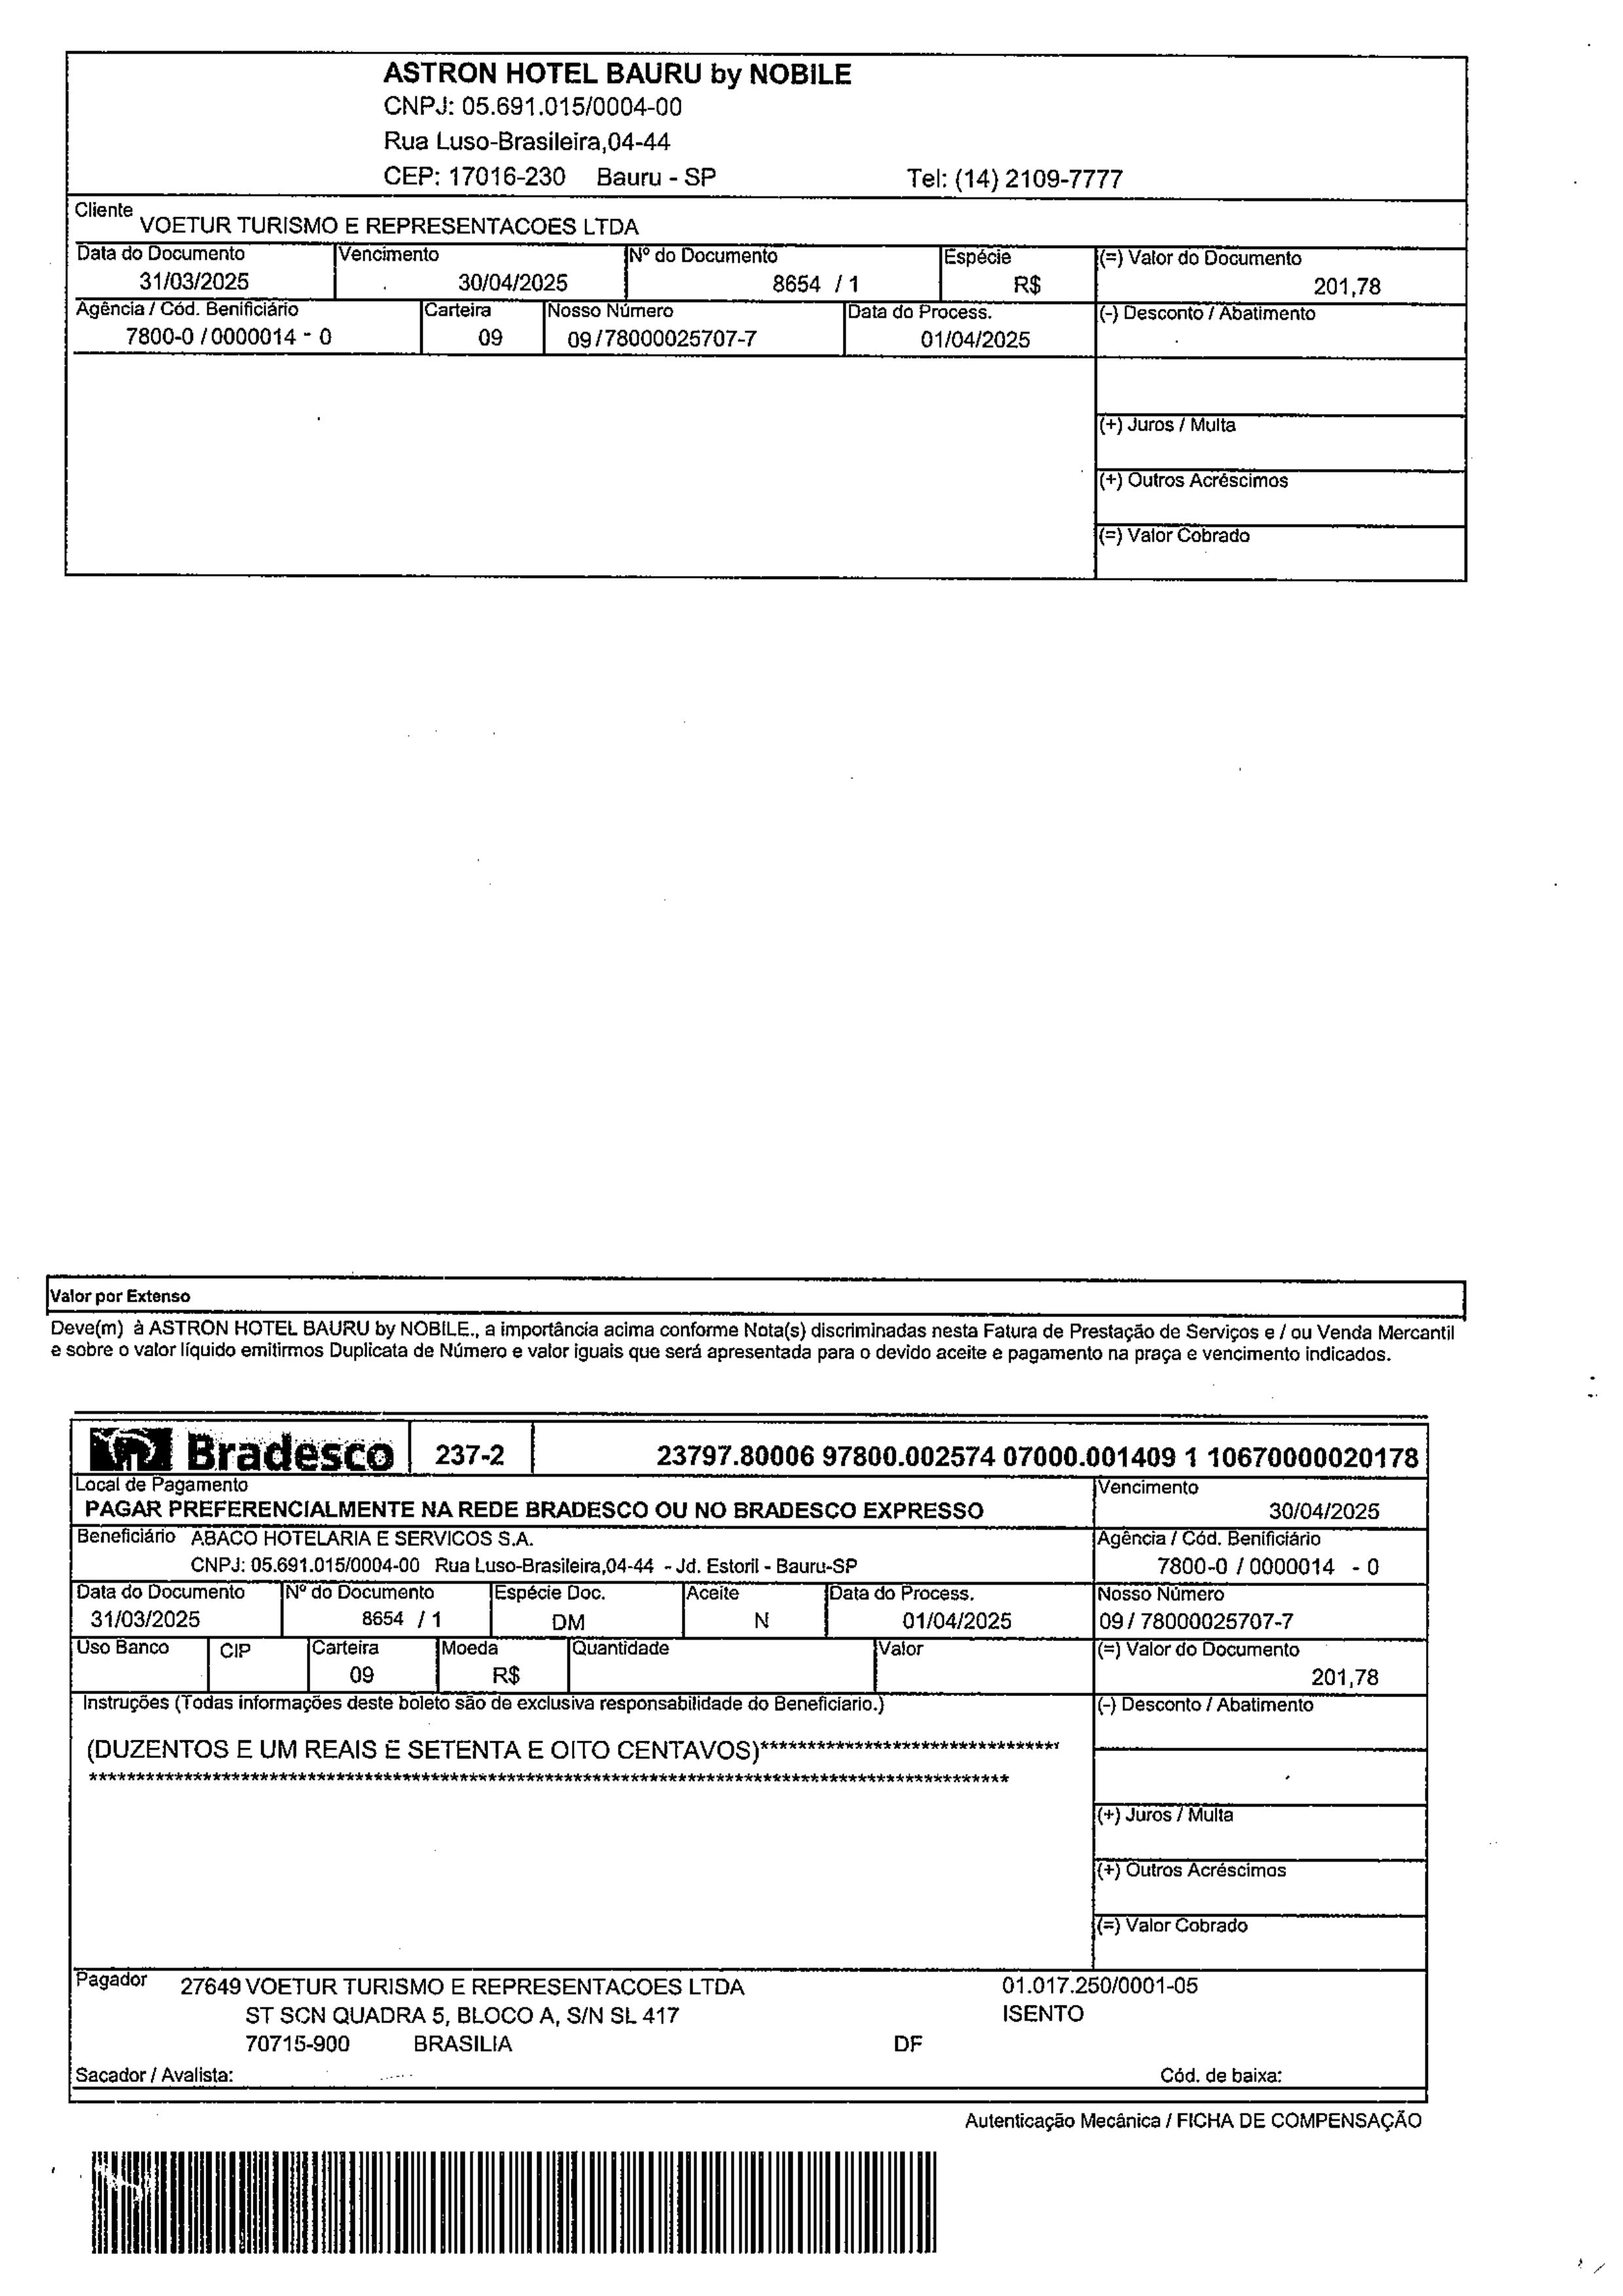 ASTRON HOTEL BAURU by NOBILE
CNPJ: 05.691.015/0004-00
Rua Luso-Brasileira,04-44
CEP: 17016-230 Bauru - SP Tel: (14) 2109-7777
Cliente VOETUR TURISMO E REPRESENTACOES LTDA
Data do Documento Vencimento Nº do Documento Espécie (=) Valor do Documento
31/03/2025 30/04/2025 8654 / 1 R$ 201,78
Agência / Cód. Benificiário Carteira Nosso Número Data do Process. (-) Desconto / Abatimento
7800-0 / 0000014 - 0 09 09/78000025707-7 01/04/2025
(+) Juros / Multa
(+) Outros Acréscimos
(=) Valor Cobrado
Valor por Extenso
Deve(m) à ASTRON HOTEL BAURU by NOBILE., a importância acima conforme Nota(s) discriminadas nesta Fatura de Prestação de Serviços e / ou Venda Mercantil
e sobre o valor líquido emitirmos Duplicata de Número e valor iguais que será apresentada para o devido aceite e pagamento na praça e vencimento indicados.
Bradesco 237-2 23797.80006 97800.002574 07000.001409 1 10670000020178
Local de Pagamento Vencimento
PAGAR PREFERENCIALMENTE NA REDE BRADESCO OU NO BRADESCO EXPRESSO 30/04/2025
Beneficiário ABACO HOTELARIA E SERVICOS S.A. Agência / Cód. Benificiário
CNPJ: 05.691.015/0004-00 Rua Luso-Brasileira,04-44 - Jd. Estoril - Bauru-SP 7800-0 / 0000014 - 0
Data do Documento Nº do Documento Espécie Doc. Aceite Data do Process. Nosso Número
31/03/2025 8654 / 1 DM N 01/04/2025 09 / 78000025707-7
Uso Banco CIP Carteira Moeda Quantidade Valor (=) Valor do Documento
09 R$ 201,78
Instruções (Todas informações deste boleto são de exclusiva responsabilidade do Beneficiario.) (-) Desconto / Abatimento
(DUZENTOS E UM REAIS E SETENTA E OITO CENTAVOS)********************************
****************************************************************************************************
(+) Juros / Multa
(+) Outros Acréscimos
(=) Valor Cobrado
Pagador 27649 VOETUR TURISMO E REPRESENTACOES LTDA 01.017.250/0001-05
ST SCN QUADRA 5, BLOCO A, S/N SL 417 ISENTO
70715-900 BRASILIA DF
Sacador / Avalista: Cód. de baixa:
Autenticação Mecânica / FICHA DE COMPENSAÇÃO